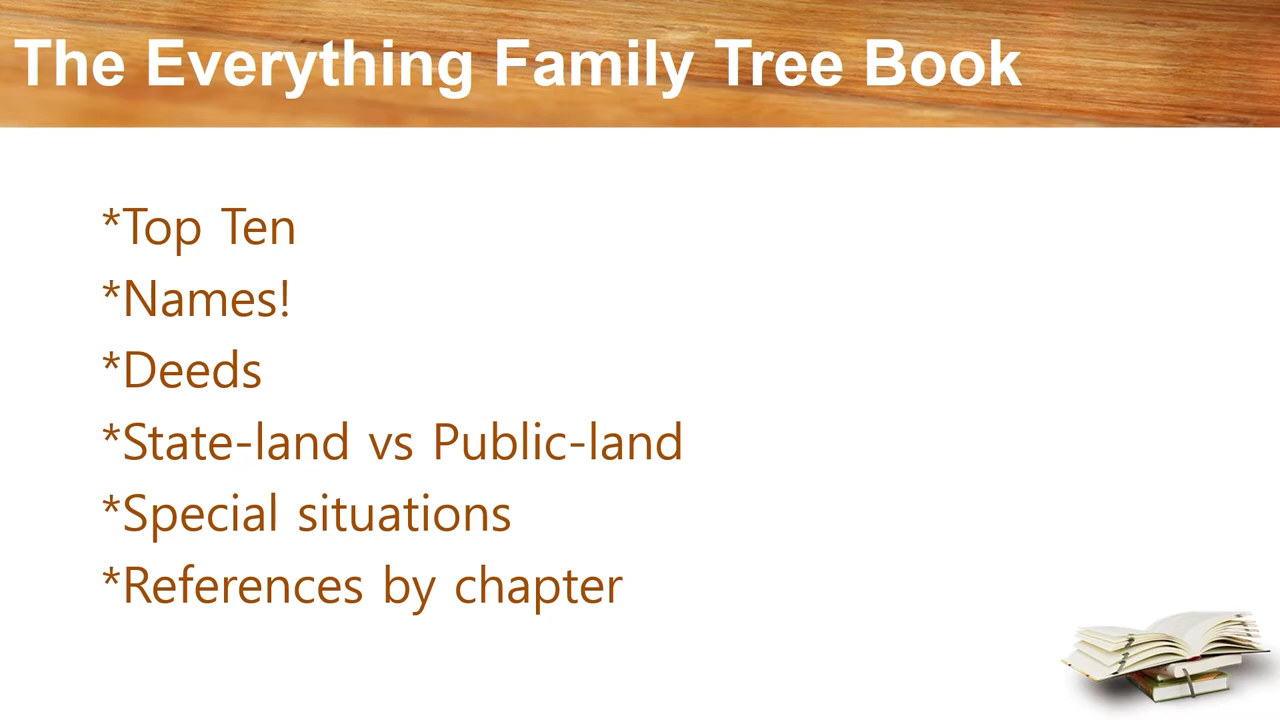 The Everything Family Tree Book
*Top Ten
*Names!
*Deeds
*State-land vs Public-land
*Special situations
*References by chapter